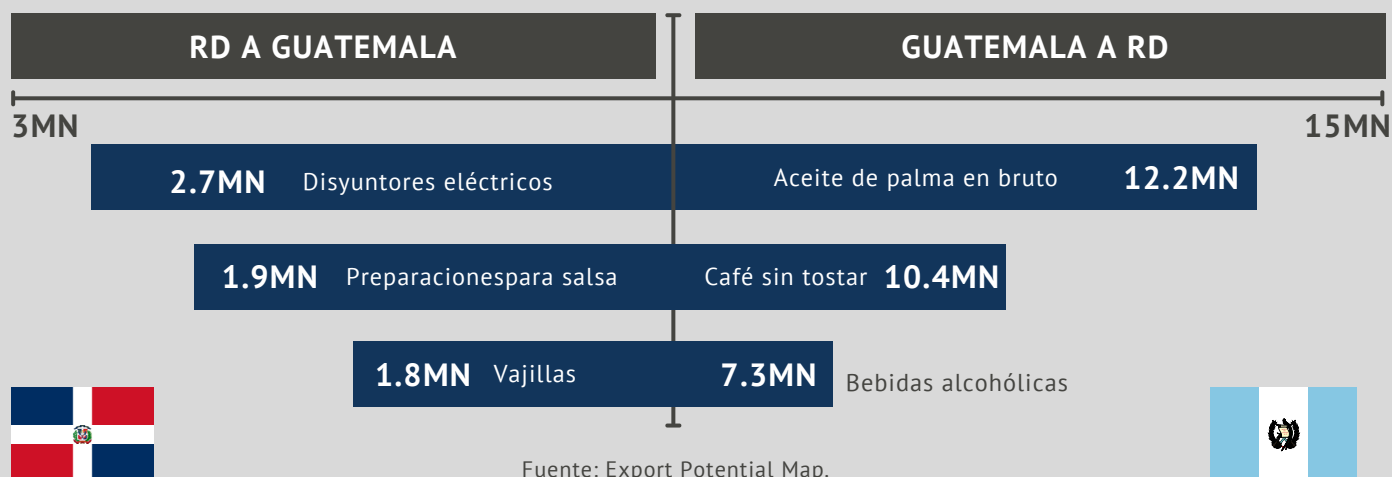 RD A GUATEMALA
GUATEMALA A RD
3MN
15MN
2.7MN Disyuntores eléctricos
Aceite de palma en bruto 12.2MN
1.9MN Preparacionespara salsa
Café sin tostar 10.4MN
1.8MN Vajillas
7.3MN Bebidas alcohólicas
Fuente: Export Potential Map.